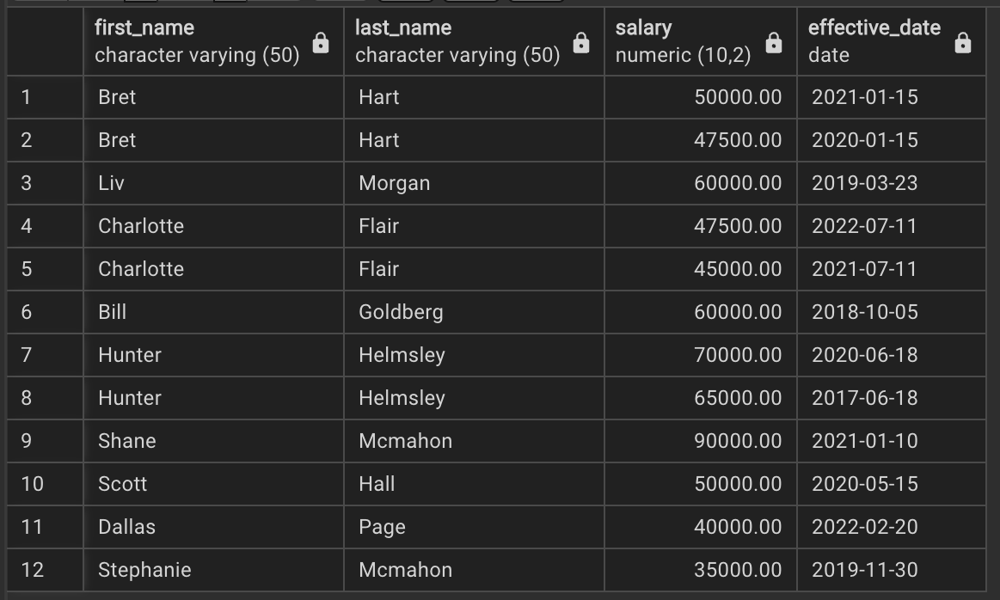 first_name last_name salary effective_date
character varying (50) character varying (50) numeric (10,2) date
1 Bret Hart 50000.00 2021-01-15
2 Bret Hart 47500.00 2020-01-15
3 Liv Morgan 60000.00 2019-03-23
4 Charlotte Flair 47500.00 2022-07-11
5 Charlotte Flair 45000.00 2021-07-11
6 Bill Goldberg 60000.00 2018-10-05
7 Hunter Helmsley 70000.00 2020-06-18
8 Hunter Helmsley 65000.00 2017-06-18
9 Shane Mcmahon 90000.00 2021-01-10
10 Scott Hall 50000.00 2020-05-15
11 Dallas Page 40000.00 2022-02-20
12 Stephanie Mcmahon 35000.00 2019-11-30